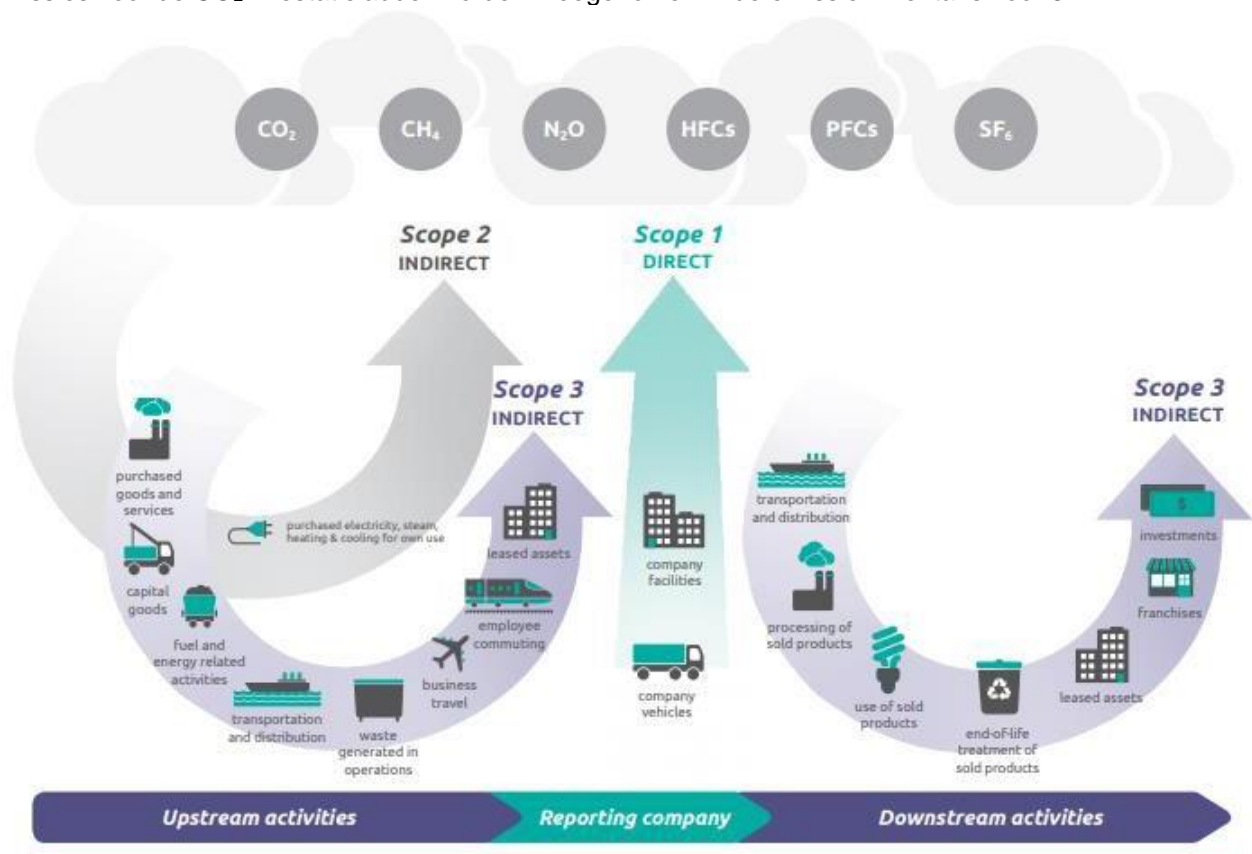 CO₂
CH₄
N₂O
HFCs
PFCs
SF₆
Scope 2
INDIRECT
Scope 1
DIRECT
Scope 3
INDIRECT
Scope 3
INDIRECT
purchased
goods and
services
capital
goods
fuel and
energy related
activities
transportation
and distribution
waste
generated in
operations
business
travel
employee
commuting
leased assets
purchased electricity, steam,
heating & cooling for own use
company
facilities
company
vehicles
transportation
and distribution
processing of
sold products
use of sold
products
end-of-life
treatment of
sold products
leased assets
franchises
investments
$
Upstream activities
Reporting company
Downstream activities